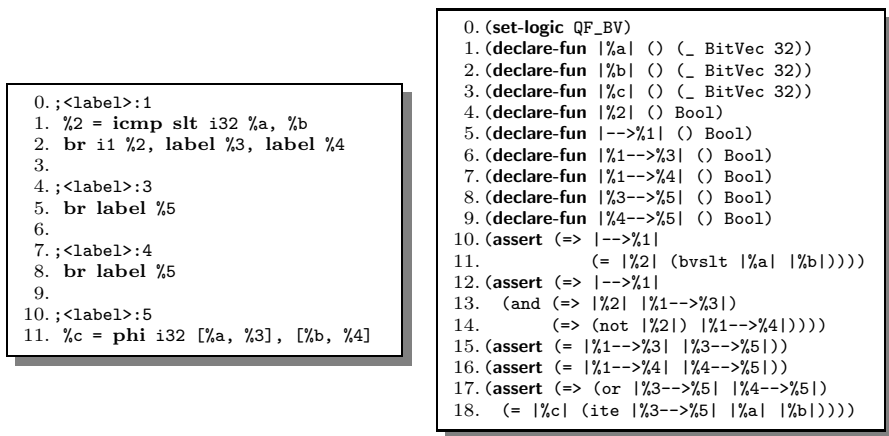 0. ;<label>:1
1. %2 = icmp slt i32 %a, %b
2. br i1 %2, label %3, label %4
3.
4. ;<label>:3
5. br label %5
6.
7. ;<label>:4
8. br label %5
9.
10. ;<label>:5
11. %c = phi i32 [%a, %3], [%b, %4]
0. (set-logic QF_BV)
1. (declare-fun |%a| () (_ BitVec 32))
2. (declare-fun |%b| () (_ BitVec 32))
3. (declare-fun |%c| () (_ BitVec 32))
4. (declare-fun |%2| () Bool)
5. (declare-fun |-->%1| () Bool)
6. (declare-fun |%1-->%3| () Bool)
7. (declare-fun |%1-->%4| () Bool)
8. (declare-fun |%3-->%5| () Bool)
9. (declare-fun |%4-->%5| () Bool)
10. (assert (=> |-->%1|
11. (= |%2| (bvslt |%a| |%b|))))
12. (assert (=> |-->%1|
13. (and (=> |%2| |%1-->%3|)
14. (=> (not |%2|) |%1-->%4|))))
15. (assert (= |%1-->%3| |%3-->%5|))
16. (assert (= |%1-->%4| |%4-->%5|))
17. (assert (=> (or |%3-->%5| |%4-->%5|)
18. (= |%c| (ite |%3-->%5| |%a| |%b|))))